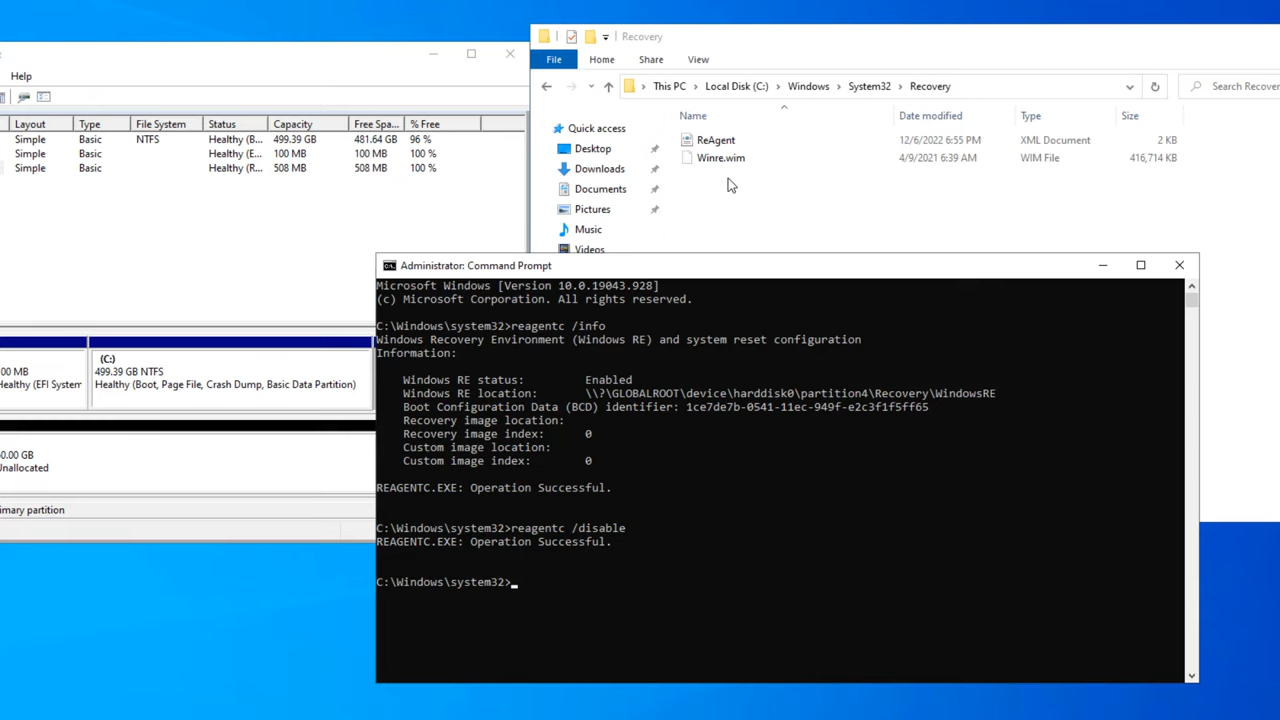 Help
Layout Type File System Status Capacity Free Spa... % Free
Simple Basic NTFS Healthy (B... 499.39 GB 481.64 GB 96 %
Simple Basic Healthy (E... 100 MB 100 MB 100 %
Simple Basic Healthy (R... 508 MB 508 MB 100 %
00 MB
Healthy (EFI System
(C:)
499.39 GB NTFS
Healthy (Boot, Page File, Crash Dump, Basic Data Partition)
0.00 GB
Unallocated
imary partition
Recovery
File Home Share View
This PC Local Disk (C:) Windows System32 Recovery
Search Recover
Name Date modified Type Size
Quick access
Desktop
Downloads
Documents
Pictures
Music
Videos
ReAgent 12/6/2022 6:55 PM XML Document 2 KB
Winre.wim 4/9/2021 6:39 AM WIM File 416,714 KB
Administrator: Command Prompt
Microsoft Windows [Version 10.0.19043.928]
(c) Microsoft Corporation. All rights reserved.
C:\Windows\system32>reagentc /info
Windows Recovery Environment (Windows RE) and system reset configuration
Information:
Windows RE status: Enabled
Windows RE location: \\?\GLOBALROOT\device\harddisk0\partition4\Recovery\WindowsRE
Boot Configuration Data (BCD) identifier: 1ce7de7b-0541-11ec-949f-e2c3f1f5ff65
Recovery image location:
Recovery image index: 0
Custom image location:
Custom image index: 0
REAGENTC.EXE: Operation Successful.
C:\Windows\system32>reagentc /disable
REAGENTC.EXE: Operation Successful.
C:\Windows\system32>